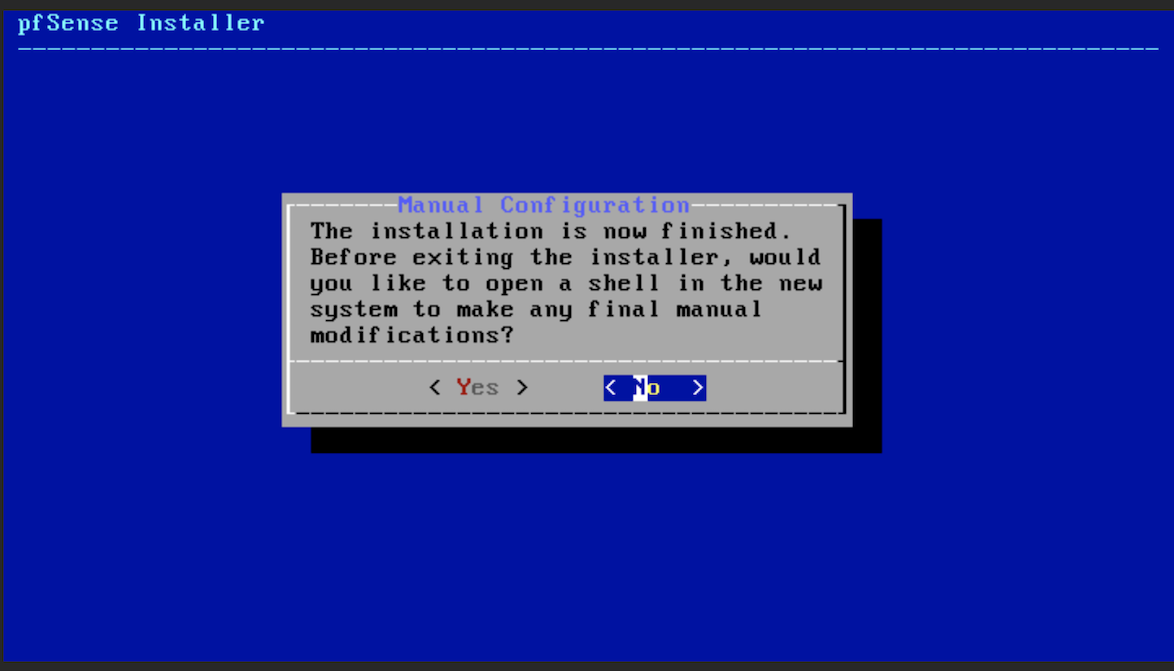 pfSense Installer
Manual Configuration
The installation is now finished.
Before exiting the installer, would
you like to open a shell in the new
system to make any final manual
modifications?
< Yes > < No >